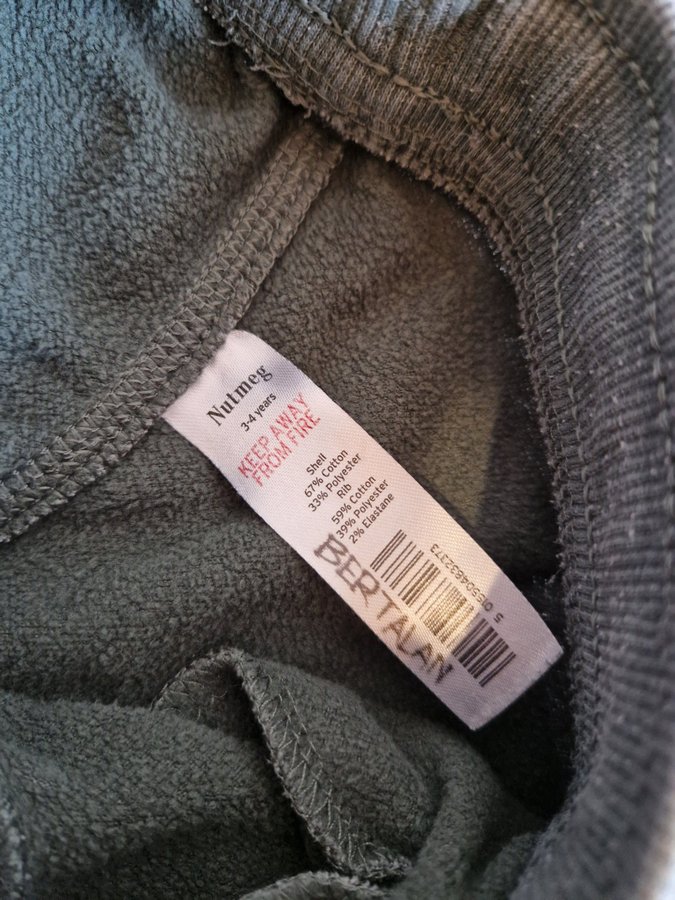 Nutmeg
3-4 years
KEEP AWAY
FROM FIRE
Shell
67% Cotton
33% Polyester
Rib
59% Cotton
39% Polyester
2% Elastane
BERTALAN